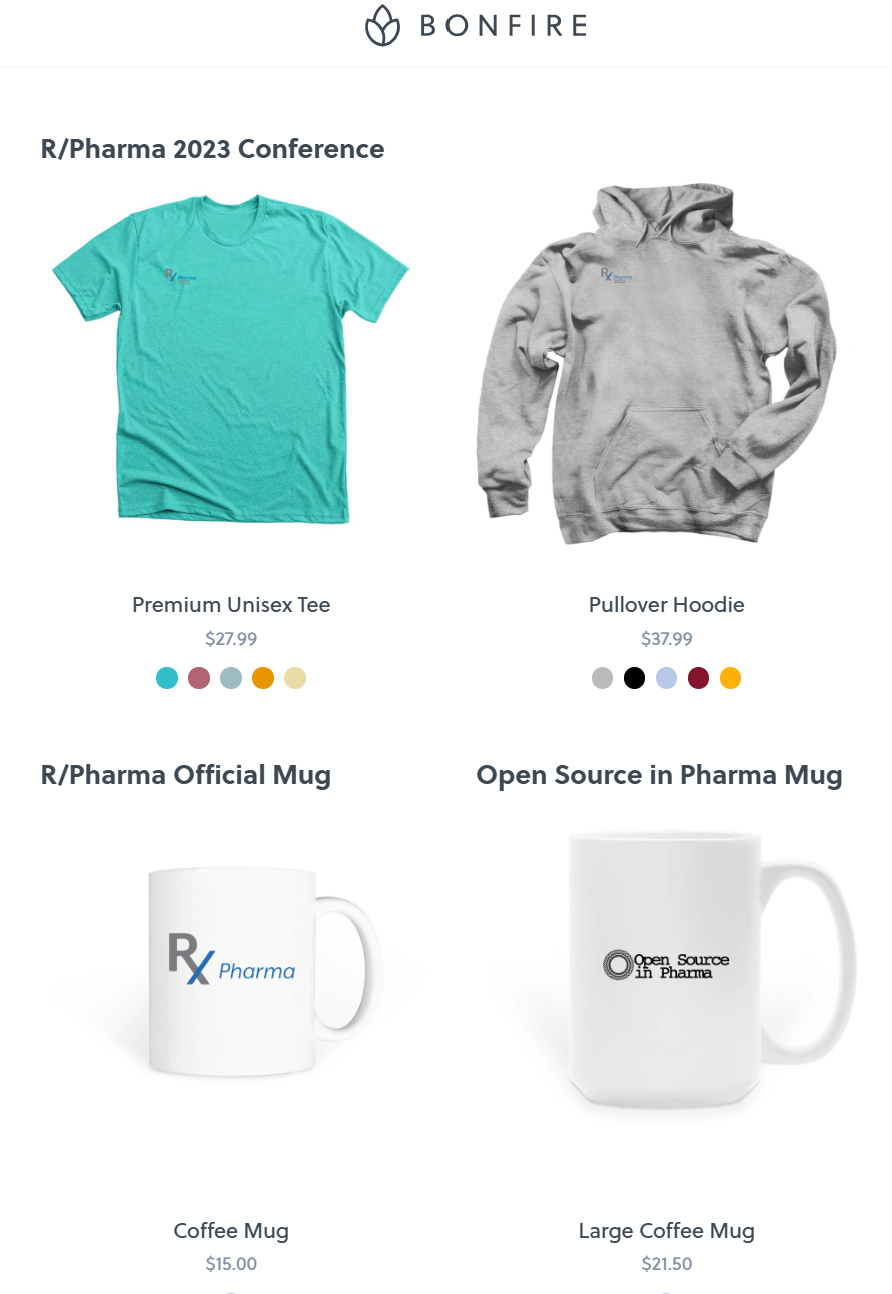 BONFIRE
R/Pharma 2023 Conference
Rx Pharma
2023
Rx Pharma
2023
Premium Unisex Tee
Pullover Hoodie
$27.99
$37.99
R/Pharma Official Mug
Open Source in Pharma Mug
Rx Pharma
Open Source
in Pharma
Coffee Mug
Large Coffee Mug
$15.00
$21.50